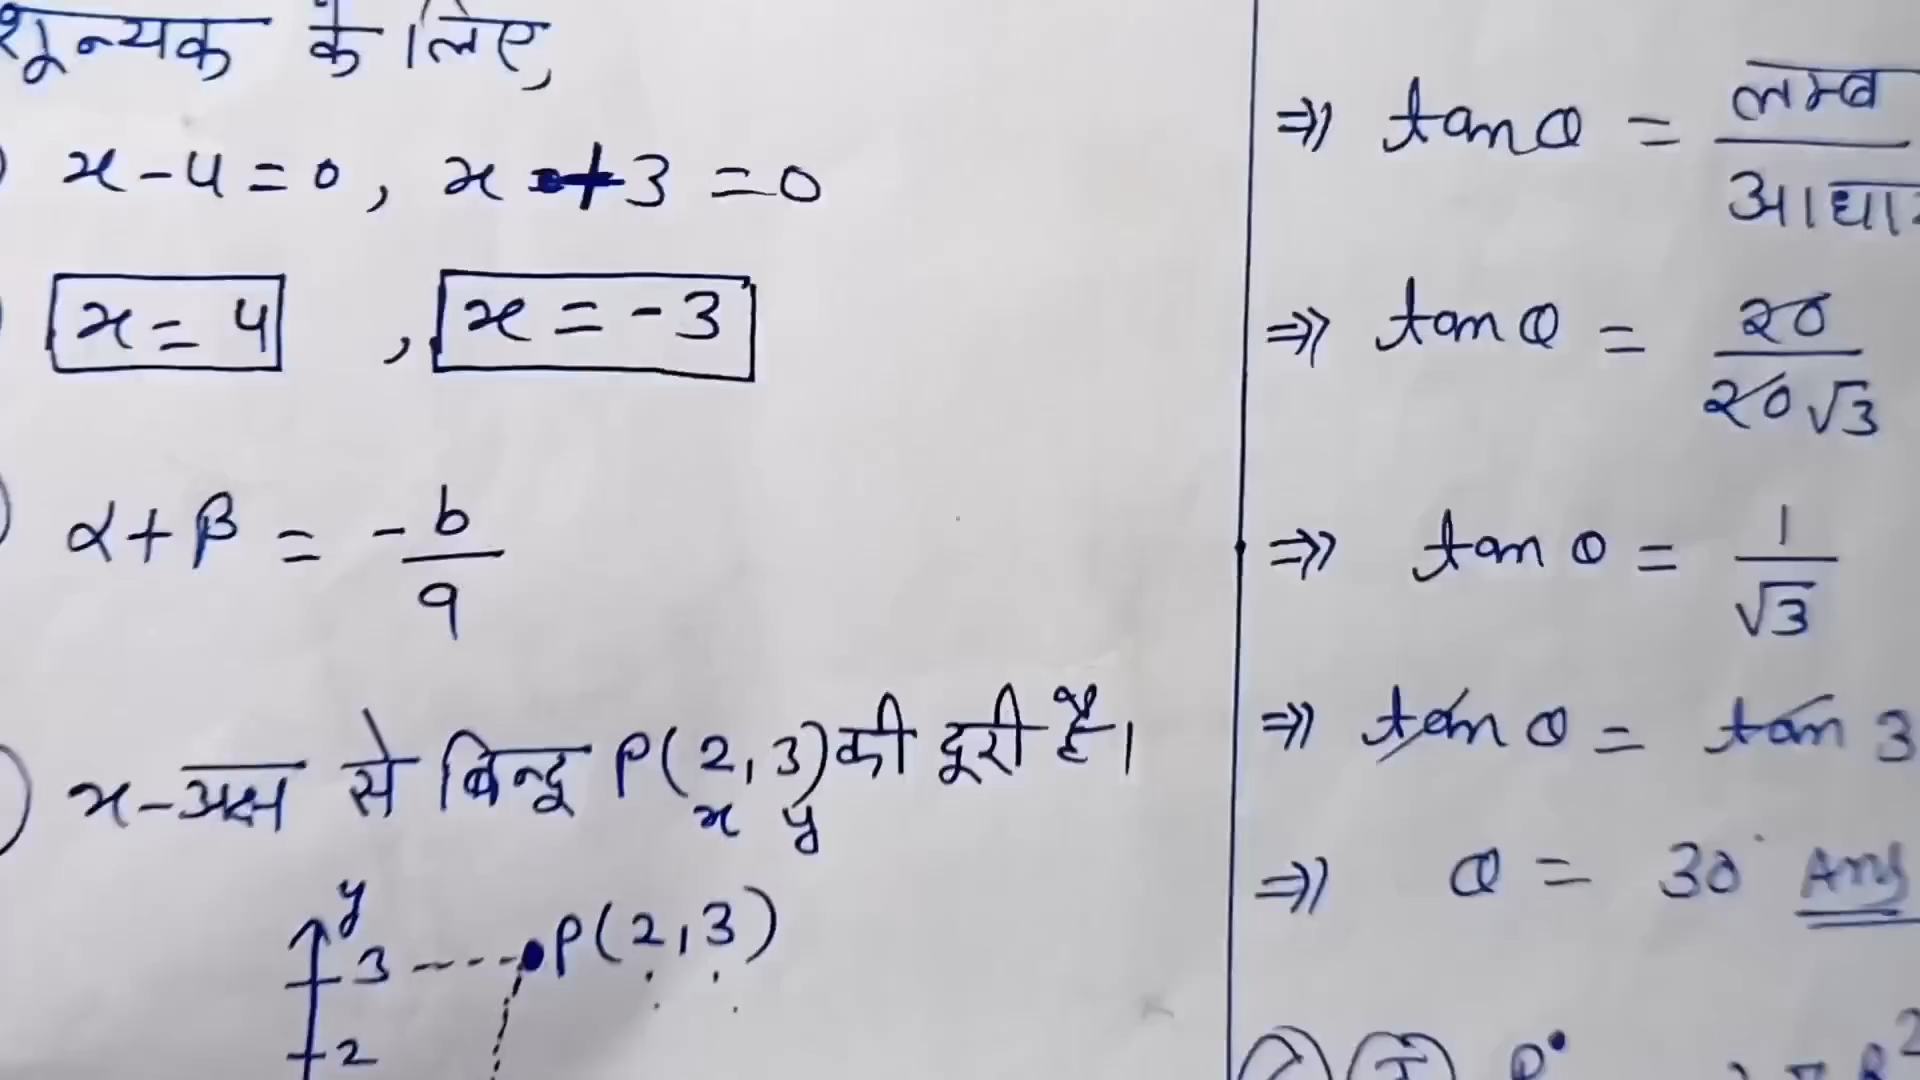 शून्यक के लिए,
x - 4 = 0, x + 3 = 0
x = 4, x = -3
α + β = -b/a
x-अक्ष से बिन्दू P(2, 3) की दूरी है।
x y
y
3 P(2, 3)
2
⇒ tan θ = लम्ब/
⇒ tan θ = 20/20√3
⇒ tan θ = 1/√3
⇒ tan θ = tan 3
⇒ θ = 30° Ans